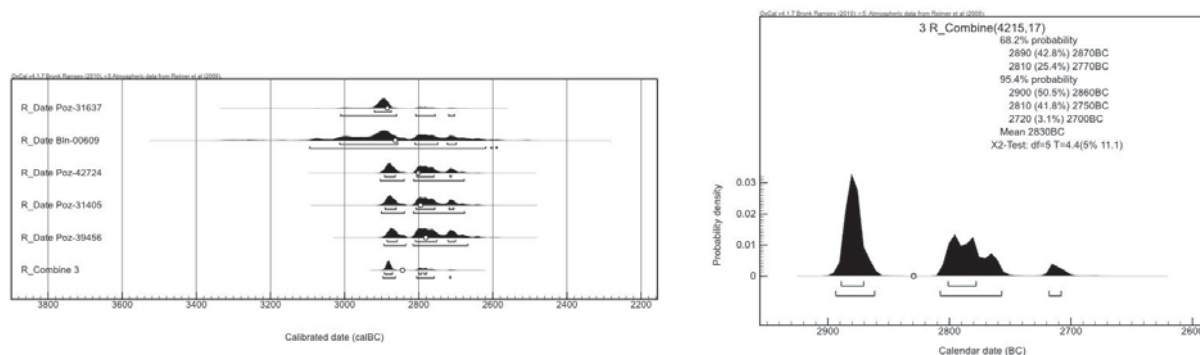 OxCal v4.1.7 Bronk Ramsey (2010); r:5 Atmospheric data from Reimer et al (2009);
R_Date Poz-31637
R_Date Bln-00609
R_Date Poz-42724
R_Date Poz-31405
R_Date Poz-39456
R_Combine 3
3800 3600 3400 3200 3000 2800 2600 2400 2200
Calibrated date (calBC)
OxCal v4.1.7 Bronk Ramsey (2010); r:5 Atmospheric data from Reimer et al (2009);
3 R_Combine(4215,17)
68.2% probability
2890 (42.8%) 2870BC
2810 (25.4%) 2770BC
95.4% probability
2900 (50.5%) 2860BC
2810 (41.8%) 2750BC
2720 (3.1%) 2700BC
Mean 2830BC
X2-Test: df=5 T=4.4(5% 11.1)
Probability density
0.03
0.02
0.01
0
2900 2800 2700 2600
Calendar date (BC)